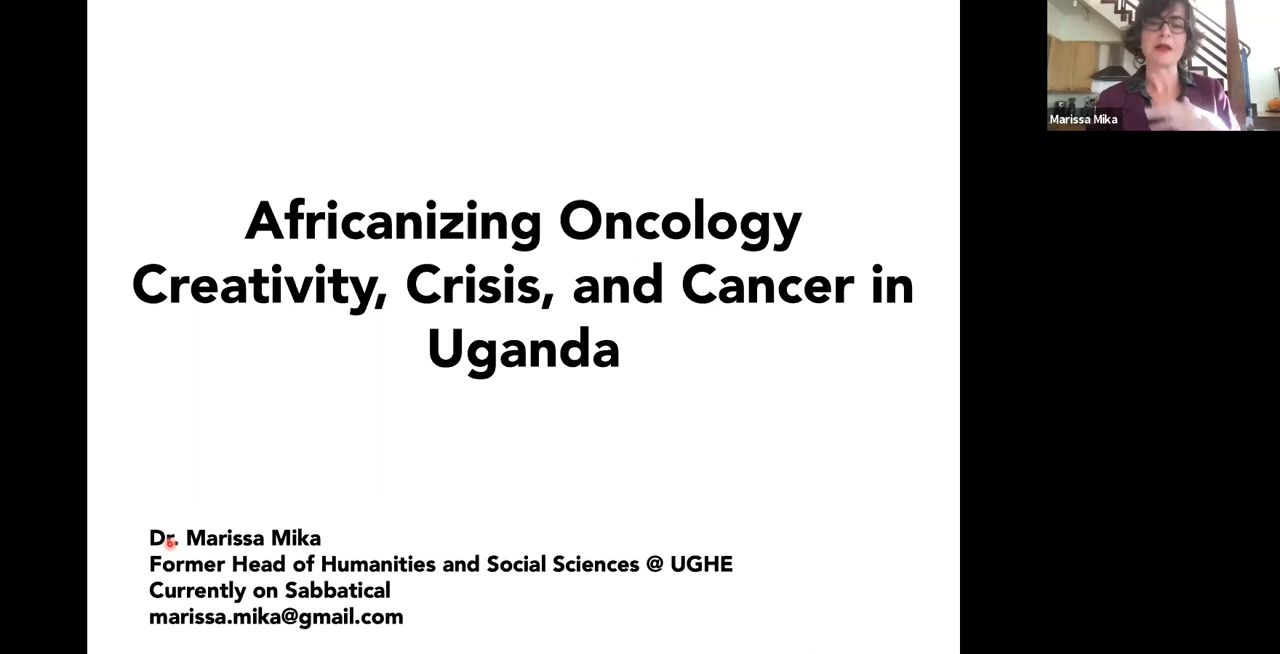 Africanizing Oncology
Creativity, Crisis, and Cancer in
Uganda
Dr. Marissa Mika
Former Head of Humanities and Social Sciences @ UGHE
Currently on Sabbatical
marissa.mika@gmail.com
Marissa Mika